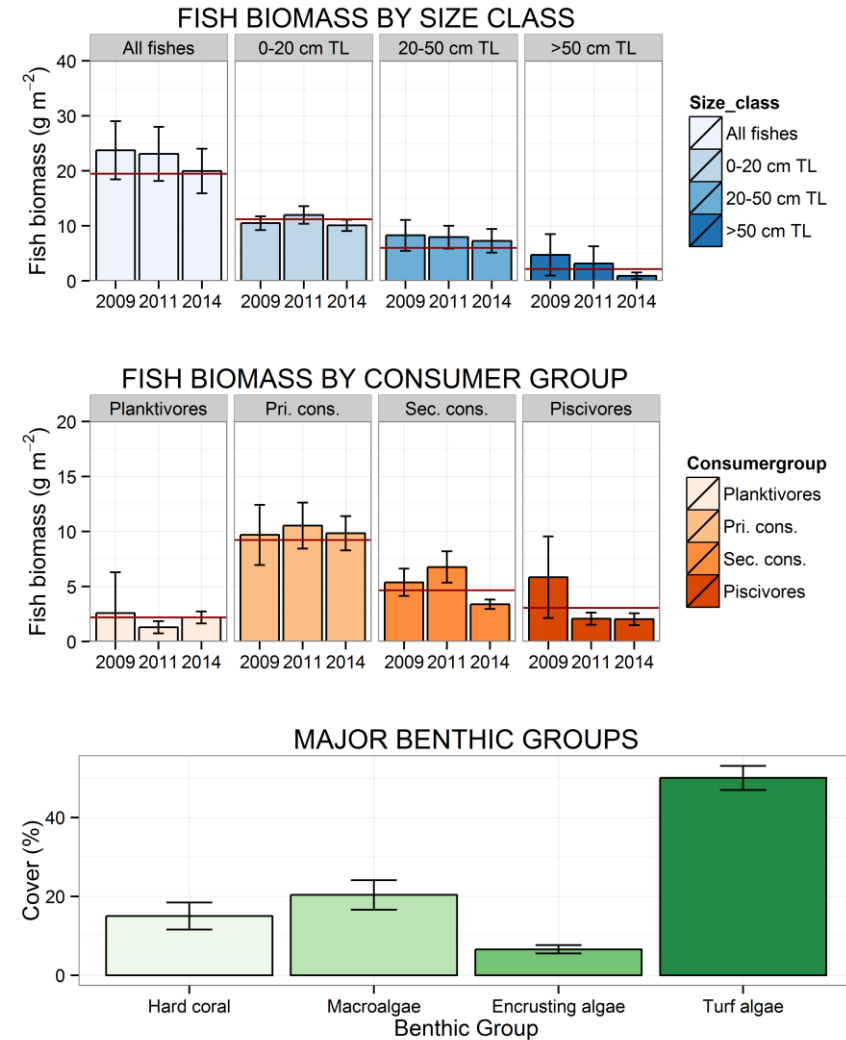 FISH BIOMASS BY SIZE CLASS
All fishes 0-20 cm TL 20-50 cm TL >50 cm TL
40
30
20
10
0
Fish biomass (g m⁻²)
2009 2011 2014 2009 2011 2014 2009 2011 2014 2009 2011 2014
Size_class
All fishes
0-20 cm TL
20-50 cm TL
>50 cm TL
FISH BIOMASS BY CONSUMER GROUP
Planktivores Pri. cons. Sec. cons. Piscivores
20
15
10
5
0
Fish biomass (g m⁻²)
2009 2011 2014 2009 2011 2014 2009 2011 2014 2009 2011 2014
Consumergroup
Planktivores
Pri. cons.
Sec. cons.
Piscivores
MAJOR BENTHIC GROUPS
40
20
0
Cover (%)
Hard coral Macroalgae Encrusting algae Turf algae
Benthic Group